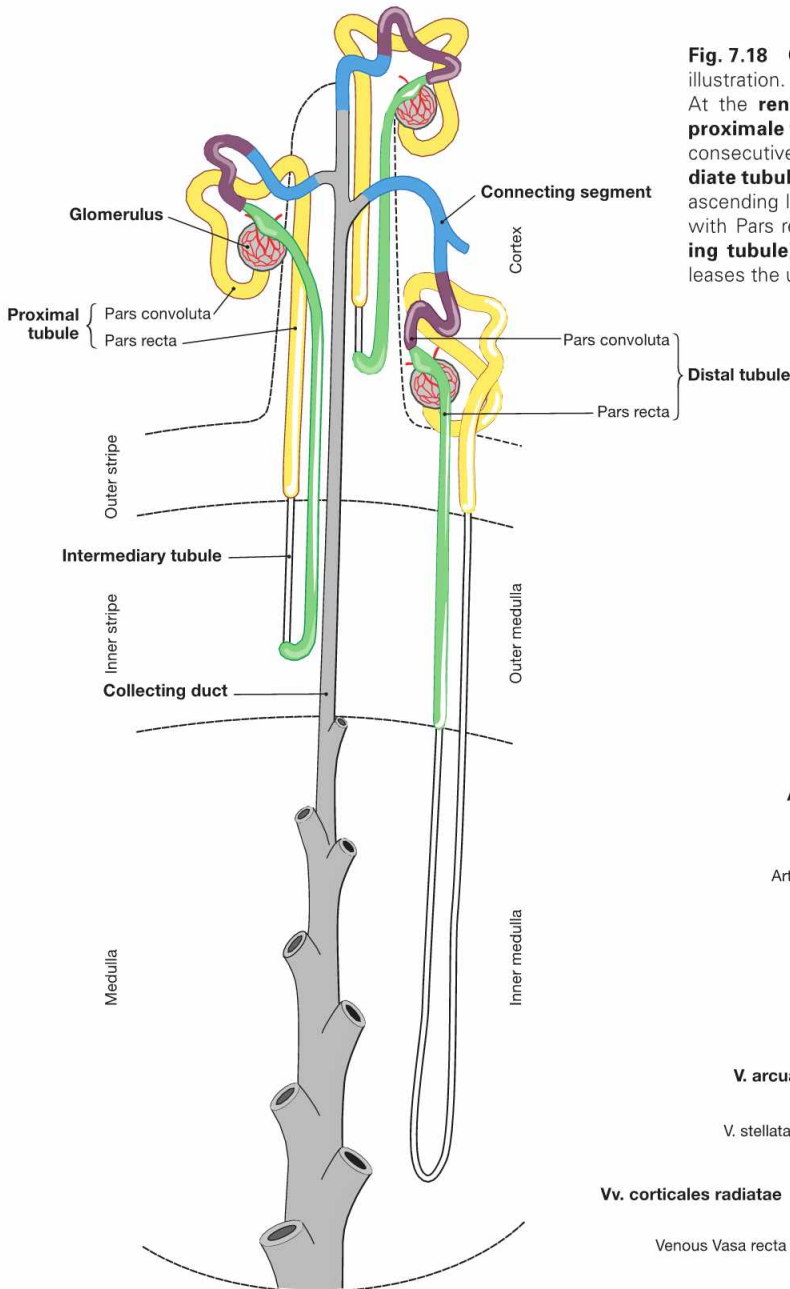 Fig. 7.18
illustration.
At the ren
proximale
consecutive
diate tubul
ascending l
with Pars re
ing tubule
leases the u
Connecting segment
Glomerulus
Cortex
Proximal tubule
Pars convoluta
Pars recta
Pars convoluta
Distal tubule
Pars recta
Outer stripe
Intermediary tubule
Inner stripe
Outer medulla
Collecting duct
A
Art
Medulla
Inner medulla
V. arcua
V. stellata
Vv. corticales radiatae
Venous Vasa recta